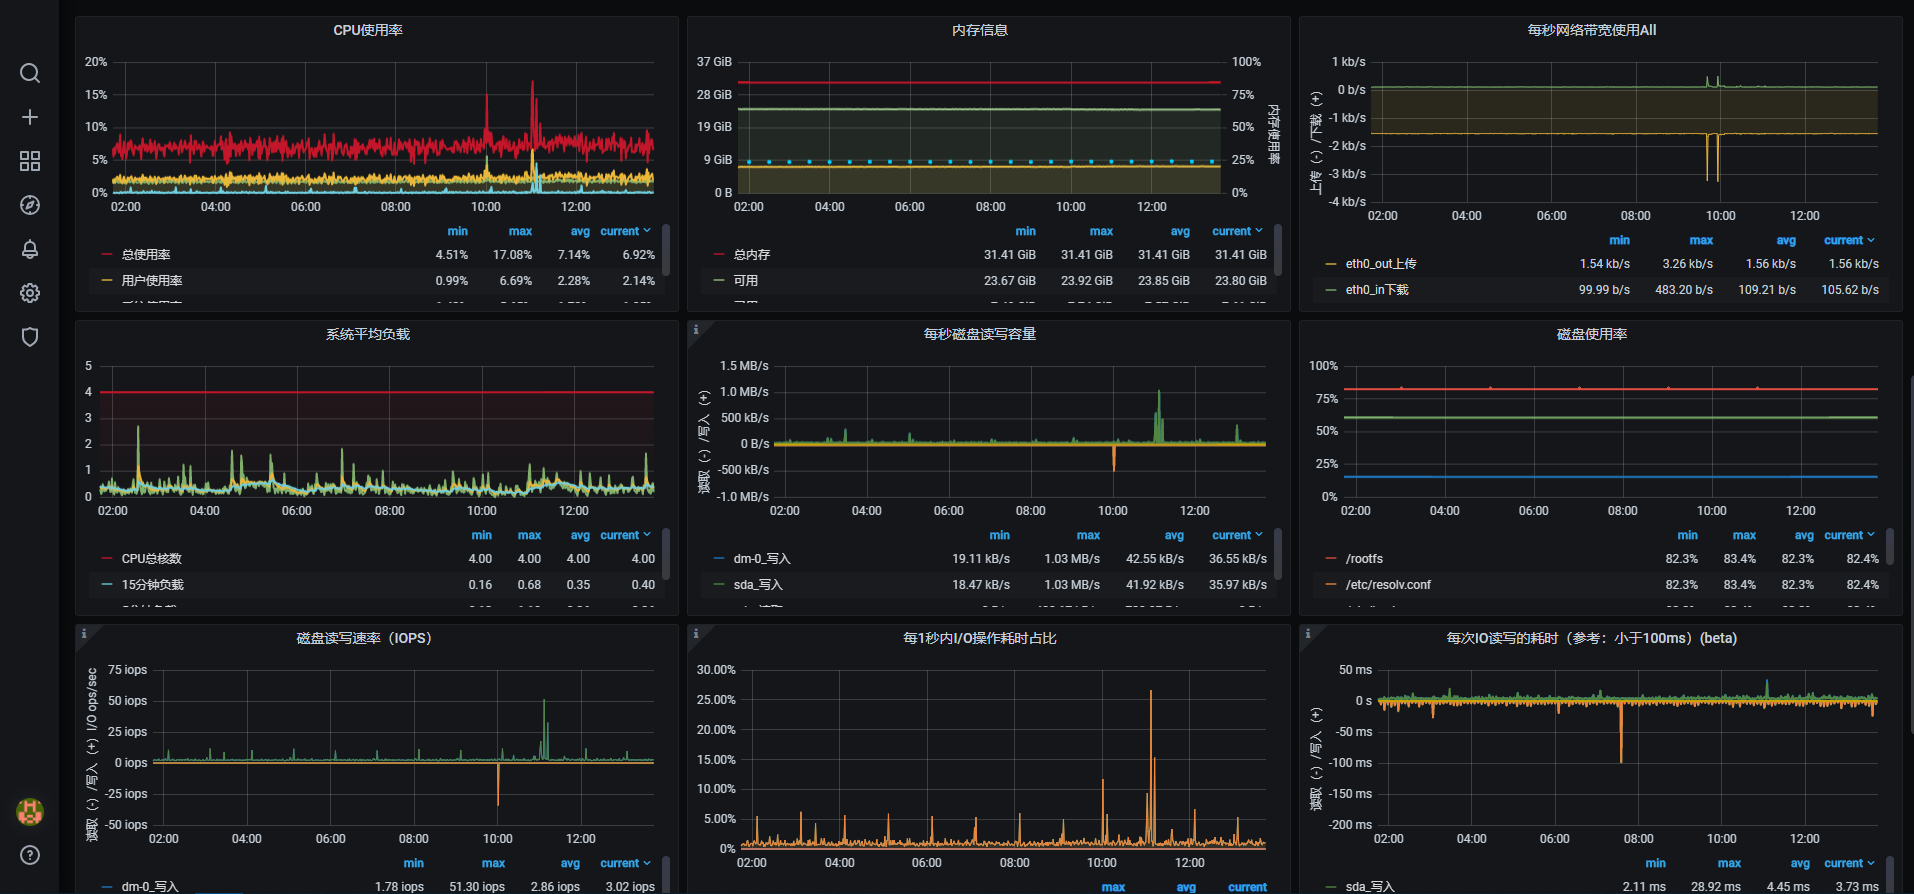 CPU使用率
20%
15%
10%
5%
0%
02:00 04:00 06:00 08:00 10:00 12:00
min max avg current
总使用率 4.51% 17.08% 7.14% 6.92%
用户使用率 0.99% 6.69% 2.28% 2.14%
内存信息
37 GiB 100%
28 GiB 75%
19 GiB 50%
9 GiB 25%
0 B 0%
内存使用率
02:00 04:00 06:00 08:00 10:00 12:00
min max avg current
总内存 31.41 GiB 31.41 GiB 31.41 GiB 31.41 GiB
可用 23.67 GiB 23.92 GiB 23.85 GiB 23.80 GiB
每秒网络带宽使用All
上传（-）/下载（+）
1 kb/s
0 b/s
-1 kb/s
-2 kb/s
-3 kb/s
-4 kb/s
02:00 04:00 06:00 08:00 10:00 12:00
min max avg current
eth0_out上传 1.54 kb/s 3.26 kb/s 1.56 kb/s 1.56 kb/s
eth0_in下载 99.99 b/s 483.20 b/s 109.21 b/s 105.62 b/s
系统平均负载
5
4
3
2
1
0
02:00 04:00 06:00 08:00 10:00 12:00
min max avg current
CPU总核数 4.00 4.00 4.00 4.00
15分钟负载 0.16 0.68 0.35 0.40
每秒磁盘读写容量
读取（-）/写入（+）
1.5 MB/s
1.0 MB/s
500 kB/s
0 B/s
-500 kB/s
-1.0 MB/s
02:00 04:00 06:00 08:00 10:00 12:00
min max avg current
dm-0_写入 19.11 kB/s 1.03 MB/s 42.55 kB/s 36.55 kB/s
sda_写入 18.47 kB/s 1.03 MB/s 41.92 kB/s 35.97 kB/s
磁盘使用率
100%
75%
50%
25%
0%
02:00 04:00 06:00 08:00 10:00 12:00
min max avg current
/rootfs 82.3% 83.4% 82.3% 82.4%
/etc/resolv.conf 82.3% 83.4% 82.3% 82.4%
磁盘读写速率（IOPS）
读取（-）/写入（+）I/O ops/sec
75 iops
50 iops
25 iops
0 iops
-25 iops
-50 iops
02:00 04:00 06:00 08:00 10:00 12:00
min max avg current
dm-0_写入 1.78 iops 51.30 iops 2.86 iops 3.02 iops
每1秒内I/O操作耗时占比
30.00%
25.00%
20.00%
15.00%
10.00%
5.00%
0%
02:00 04:00 06:00 08:00 10:00 12:00
max avg current
每次IO读写的耗时（参考：小于100ms）(beta)
读取（-）/写入（+）
50 ms
0 s
-50 ms
-100 ms
-150 ms
-200 ms
02:00 04:00 06:00 08:00 10:00 12:00
min max avg current
sda_写入 2.11 ms 28.92 ms 4.45 ms 3.73 ms